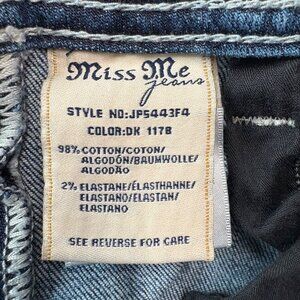 Miss Me
jeans
STYLE NO:JP5443F4
COLOR:DK 117B
98% COTTON/COTON/
ALGODÓN/BAUMWOLLE/
ALGODÃO
2% ELASTANE/ÉLASTHANNE/
ELASTANO/ELASTAN/
ELASTANO
SEE REVERSE FOR CARE